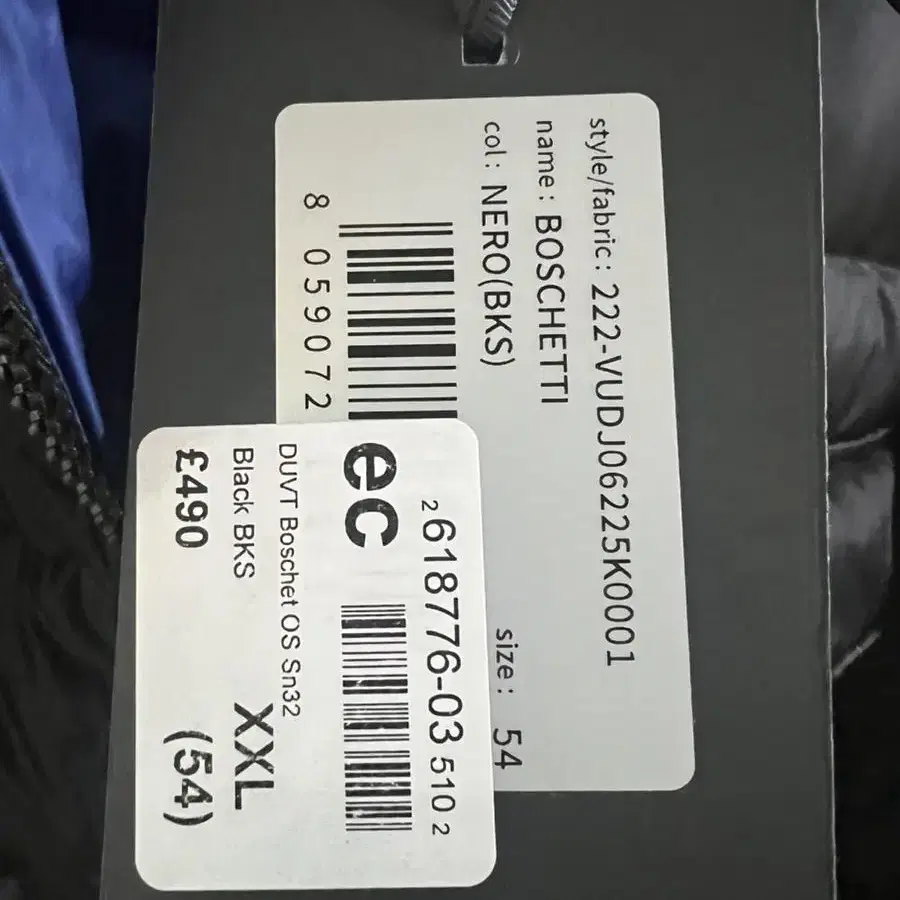 style/fabric: 222-VUDJ06225K0001
name: BOSCHETTI
col: NERO(BKS)
size: 54
8 059072
2 618776-03 510 2
ec
DUVT Boschet OS Sn32
Black BKS
XXL
£490
(54)